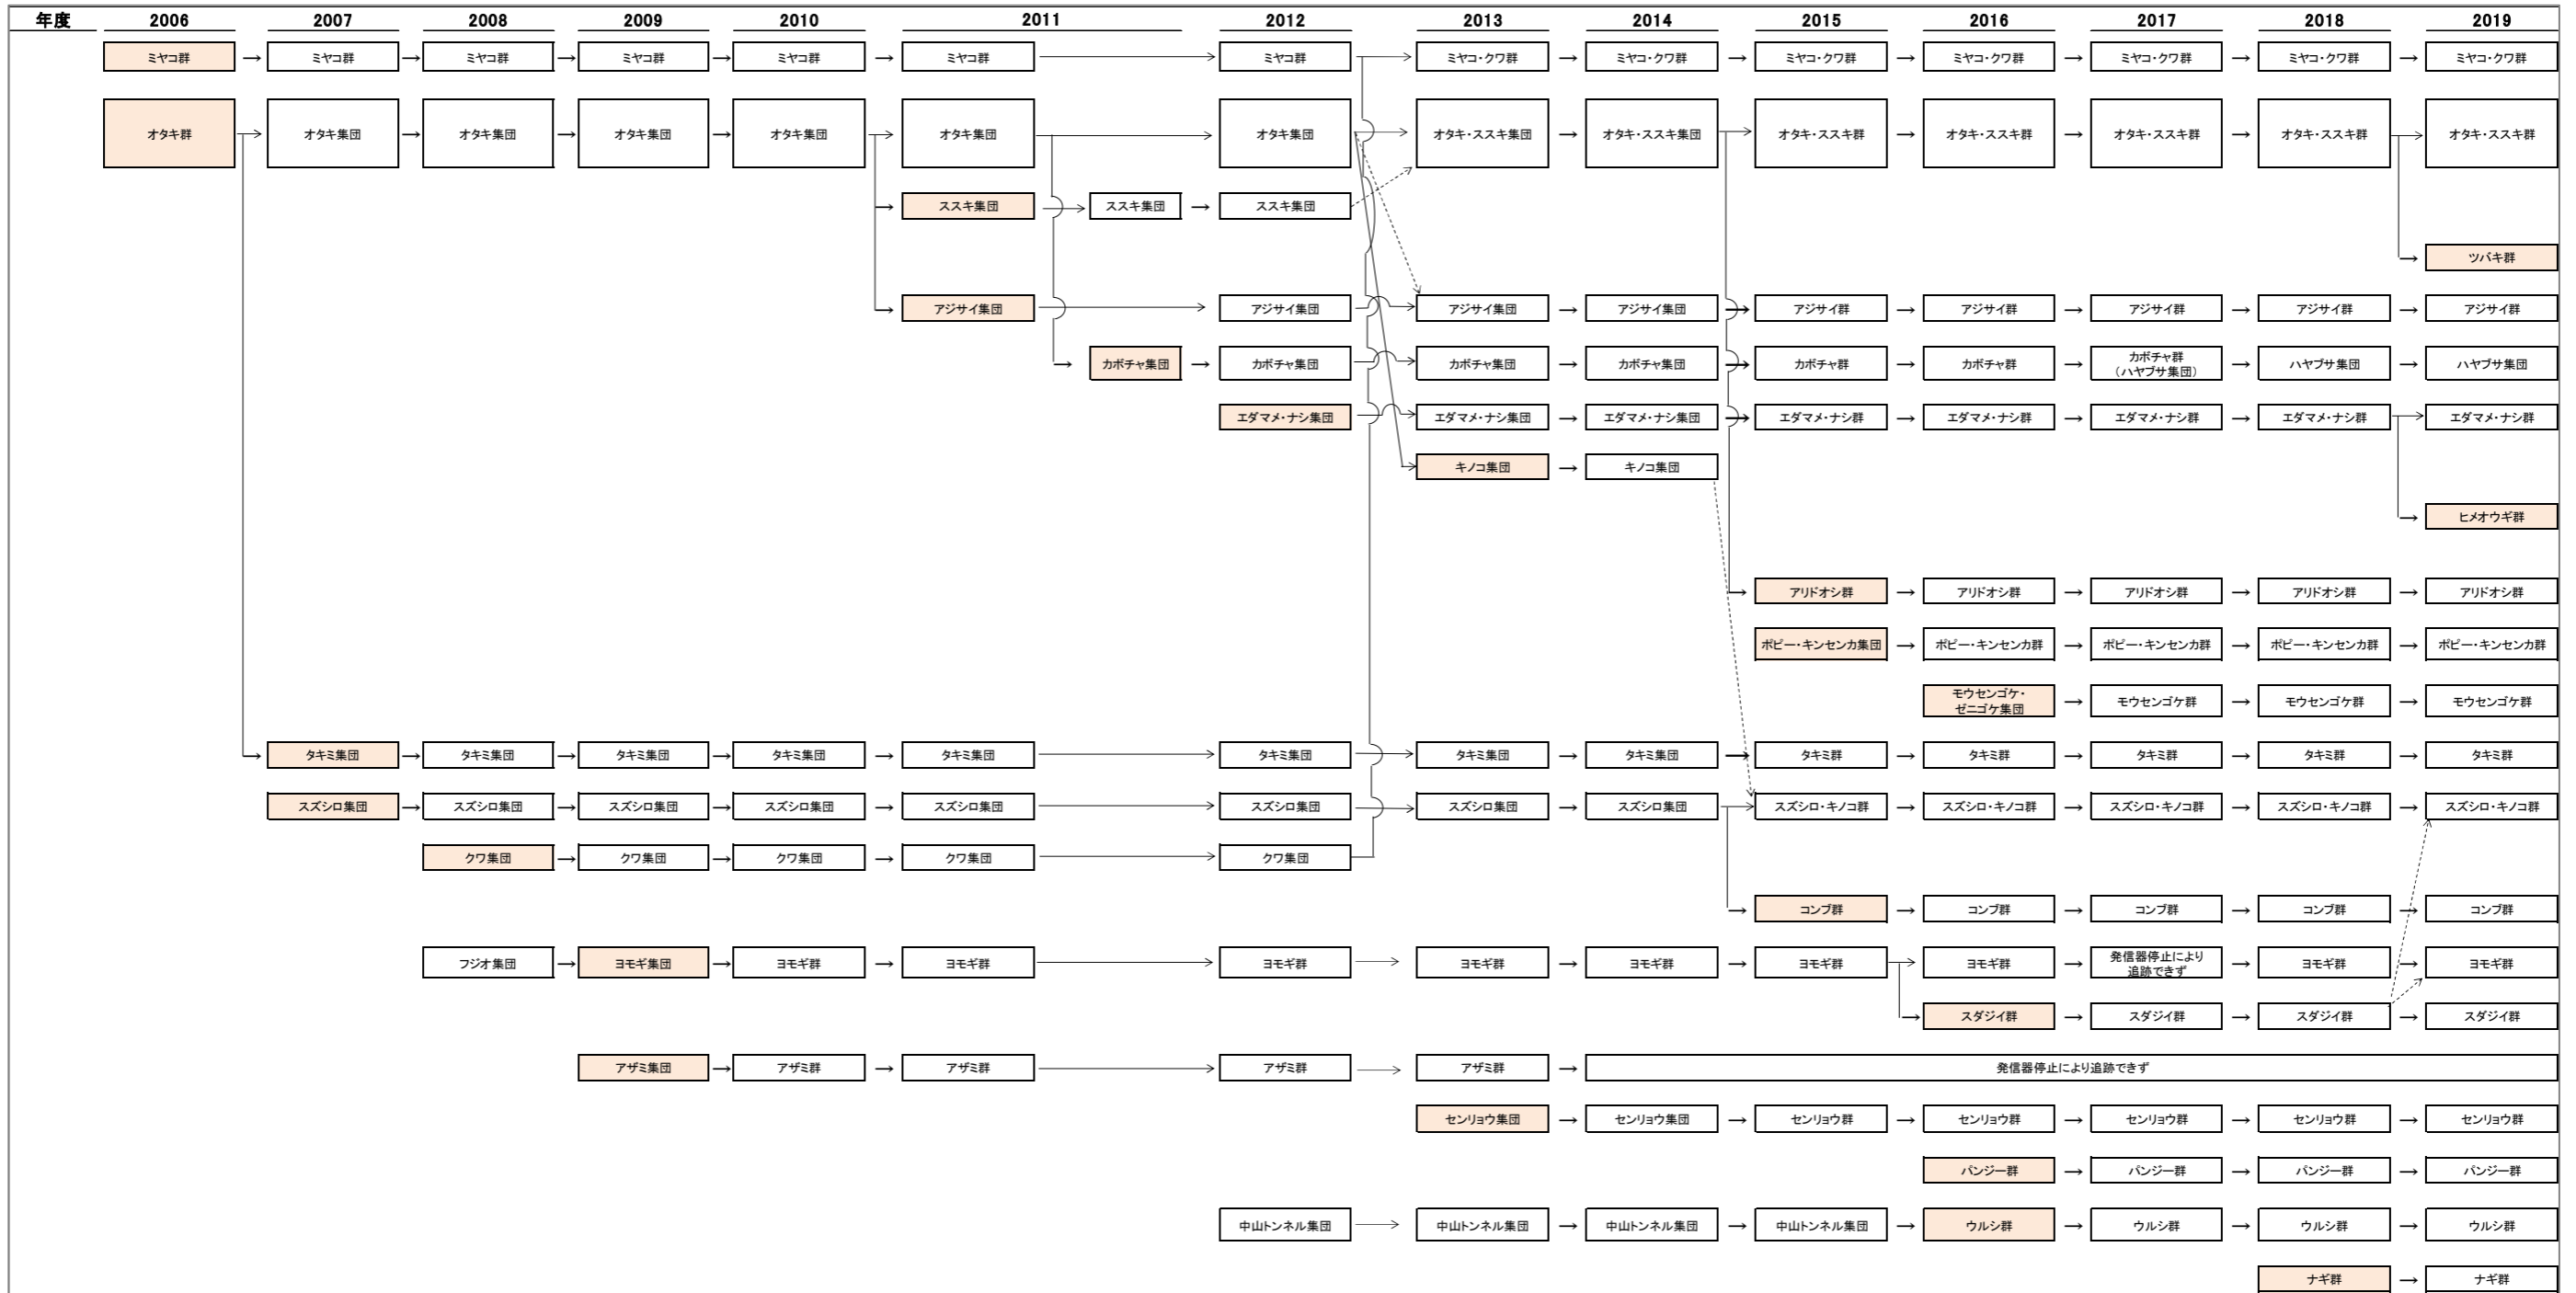 年度 2006 2007 2008 2009 2010 2011 2012 2013 2014 2015 2016 2017 2018 2019
ミヤコ群 → ミヤコ群 → ミヤコ群 → ミヤコ群 → ミヤコ群 → ミヤコ群 → ミヤコ群 → ミヤコ・クワ群 → ミヤコ・クワ群 → ミヤコ・クワ群 → ミヤコ・クワ群 → ミヤコ・クワ群 → ミヤコ・クワ群 → ミヤコ・クワ群
オタキ群 → オタキ集団 → オタキ集団 → オタキ集団 → オタキ集団 → オタキ集団 → オタキ集団 → オタキ・ススキ集団 → オタキ・ススキ集団 → オタキ・ススキ群 → オタキ・ススキ群 → オタキ・ススキ群 → オタキ・ススキ群 → オタキ・ススキ群
→ ススキ集団 → ススキ集団 → ススキ集団
→ ツバキ群
→ アジサイ集団 → アジサイ集団 → アジサイ集団 → アジサイ集団 → アジサイ群 → アジサイ群 → アジサイ群 → アジサイ群 → アジサイ群
→ カボチャ集団 → カボチャ集団 → カボチャ集団 → カボチャ集団 → カボチャ群 → カボチャ群 → カボチャ群 → ハヤブサ集団 → ハヤブサ集団
（ハヤブサ集団）
エダマメ・ナシ集団 → エダマメ・ナシ集団 → エダマメ・ナシ集団 → エダマメ・ナシ群 → エダマメ・ナシ群 → エダマメ・ナシ群 → エダマメ・ナシ群 → エダマメ・ナシ群
→ キノコ集団 → キノコ集団
→ ヒメオウギ群
→ アリドオシ群 → アリドオシ群 → アリドオシ群 → アリドオシ群 → アリドオシ群
ポピー・キンセンカ集団 → ポピー・キンセンカ群 → ポピー・キンセンカ群 → ポピー・キンセンカ群 → ポピー・キンセンカ群
モウセンゴケ・
ゼニゴケ集団 → モウセンゴケ群 → モウセンゴケ群 → モウセンゴケ群
→ タキミ集団 → タキミ集団 → タキミ集団 → タキミ集団 → タキミ集団 → タキミ集団 → タキミ集団 → タキミ集団 → タキミ群 → タキミ群 → タキミ群 → タキミ群 → タキミ群
スズシロ集団 → スズシロ集団 → スズシロ集団 → スズシロ集団 → スズシロ集団 → スズシロ集団 → スズシロ集団 → スズシロ集団 → スズシロ・キノコ群 → スズシロ・キノコ群 → スズシロ・キノコ群 → スズシロ・キノコ群 → スズシロ・キノコ群
クワ集団 → クワ集団 → クワ集団 → クワ集団 → クワ集団
→ コンブ群 → コンブ群 → コンブ群 → コンブ群 → コンブ群
フジオ集団 → ヨモギ集団 → ヨモギ群 → ヨモギ群 → ヨモギ群 → ヨモギ群 → ヨモギ群 → ヨモギ群 → ヨモギ群 → 発信器停止により → ヨモギ群 → ヨモギ群
追跡できず
→ スダジイ群 → スダジイ群 → スダジイ群 → スダジイ群
アザミ集団 → アザミ群 → アザミ群 → アザミ群 → アザミ群 → 発信器停止により追跡できず
センリョウ集団 → センリョウ集団 → センリョウ群 → センリョウ群 → センリョウ群 → センリョウ群 → センリョウ群
パンジー群 → パンジー群 → パンジー群 → パンジー群
中山トンネル集団 → 中山トンネル集団 → 中山トンネル集団 → 中山トンネル集団 → ウルシ群 → ウルシ群 → ウルシ群 → ウルシ群
ナギ群 → ナギ群